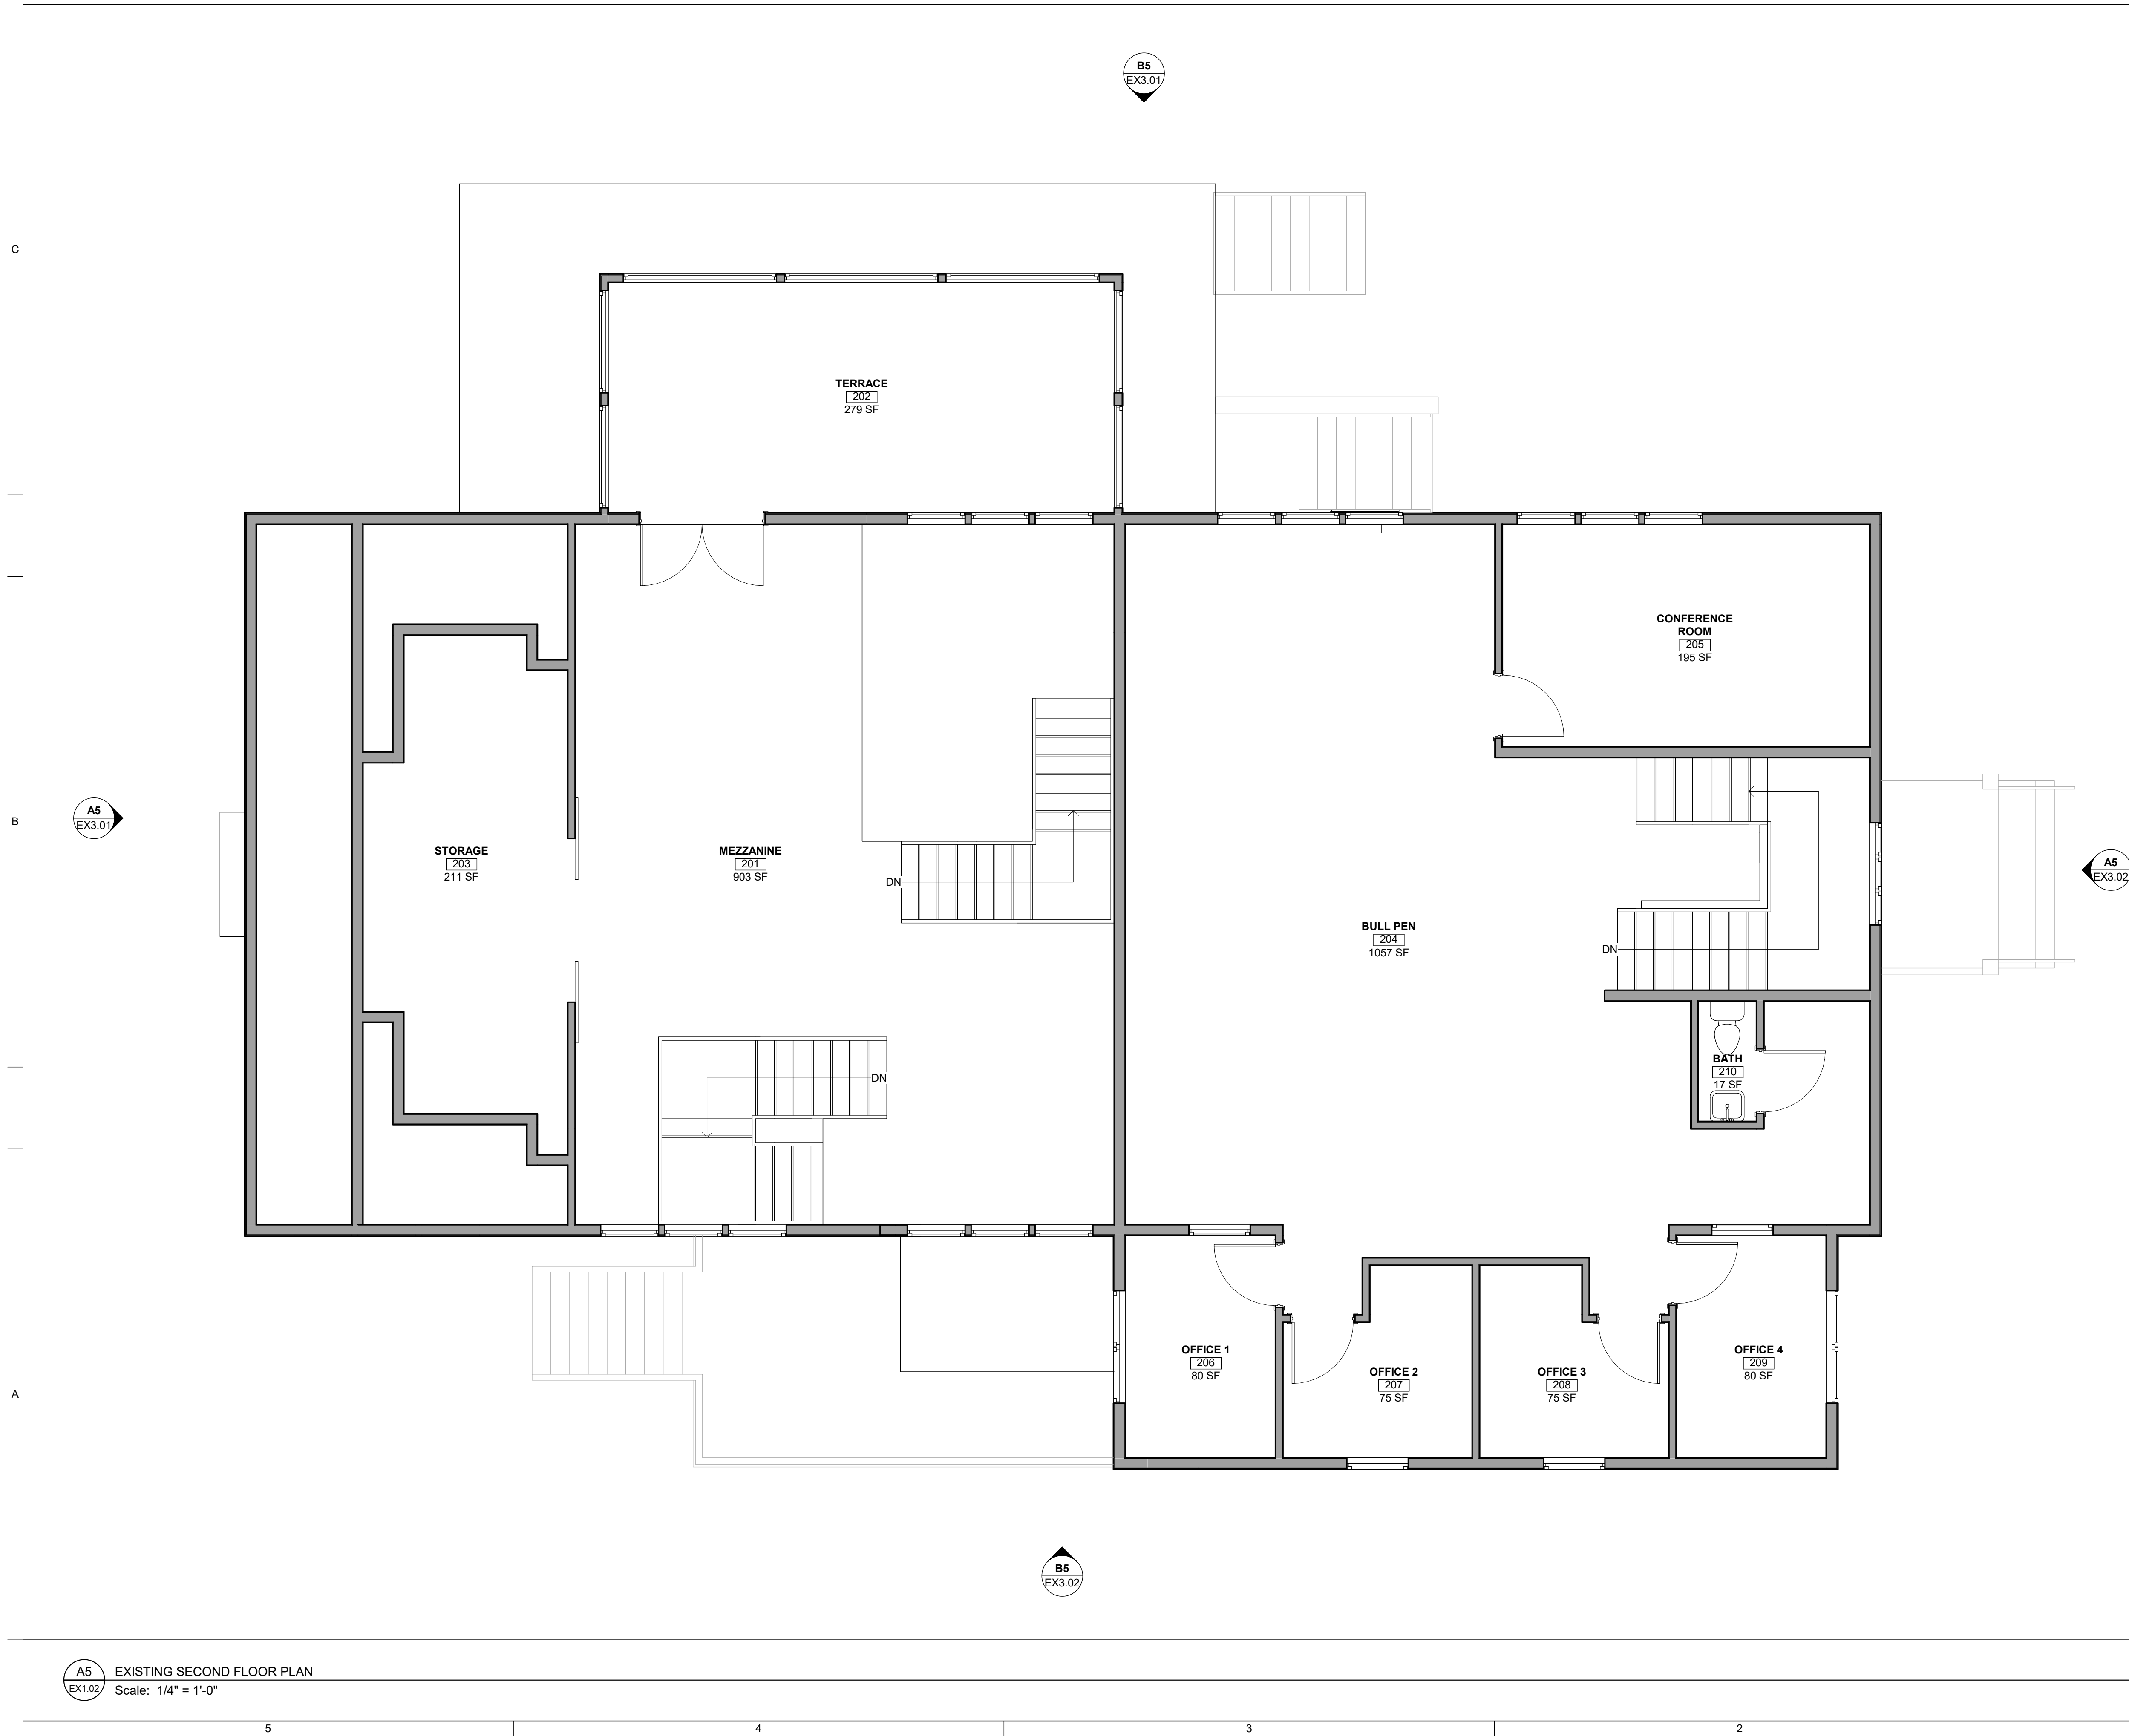 B5
EX3.01
C
TERRACE
202
279 SF
CONFERENCE
ROOM
205
195 SF
A5
EX3.01
B
STORAGE
203
211 SF
MEZZANINE
201
903 SF
DN
A5
EX3.02
BULL PEN
204
1057 SF
DN
BATH
210
17 SF
DN
A
OFFICE 1
206
80 SF
OFFICE 2
207
75 SF
OFFICE 3
208
75 SF
OFFICE 4
209
80 SF
B5
EX3.02
A5
EX1.02
EXISTING SECOND FLOOR PLAN
Scale: 1/4" = 1'-0"
5
4
3
2